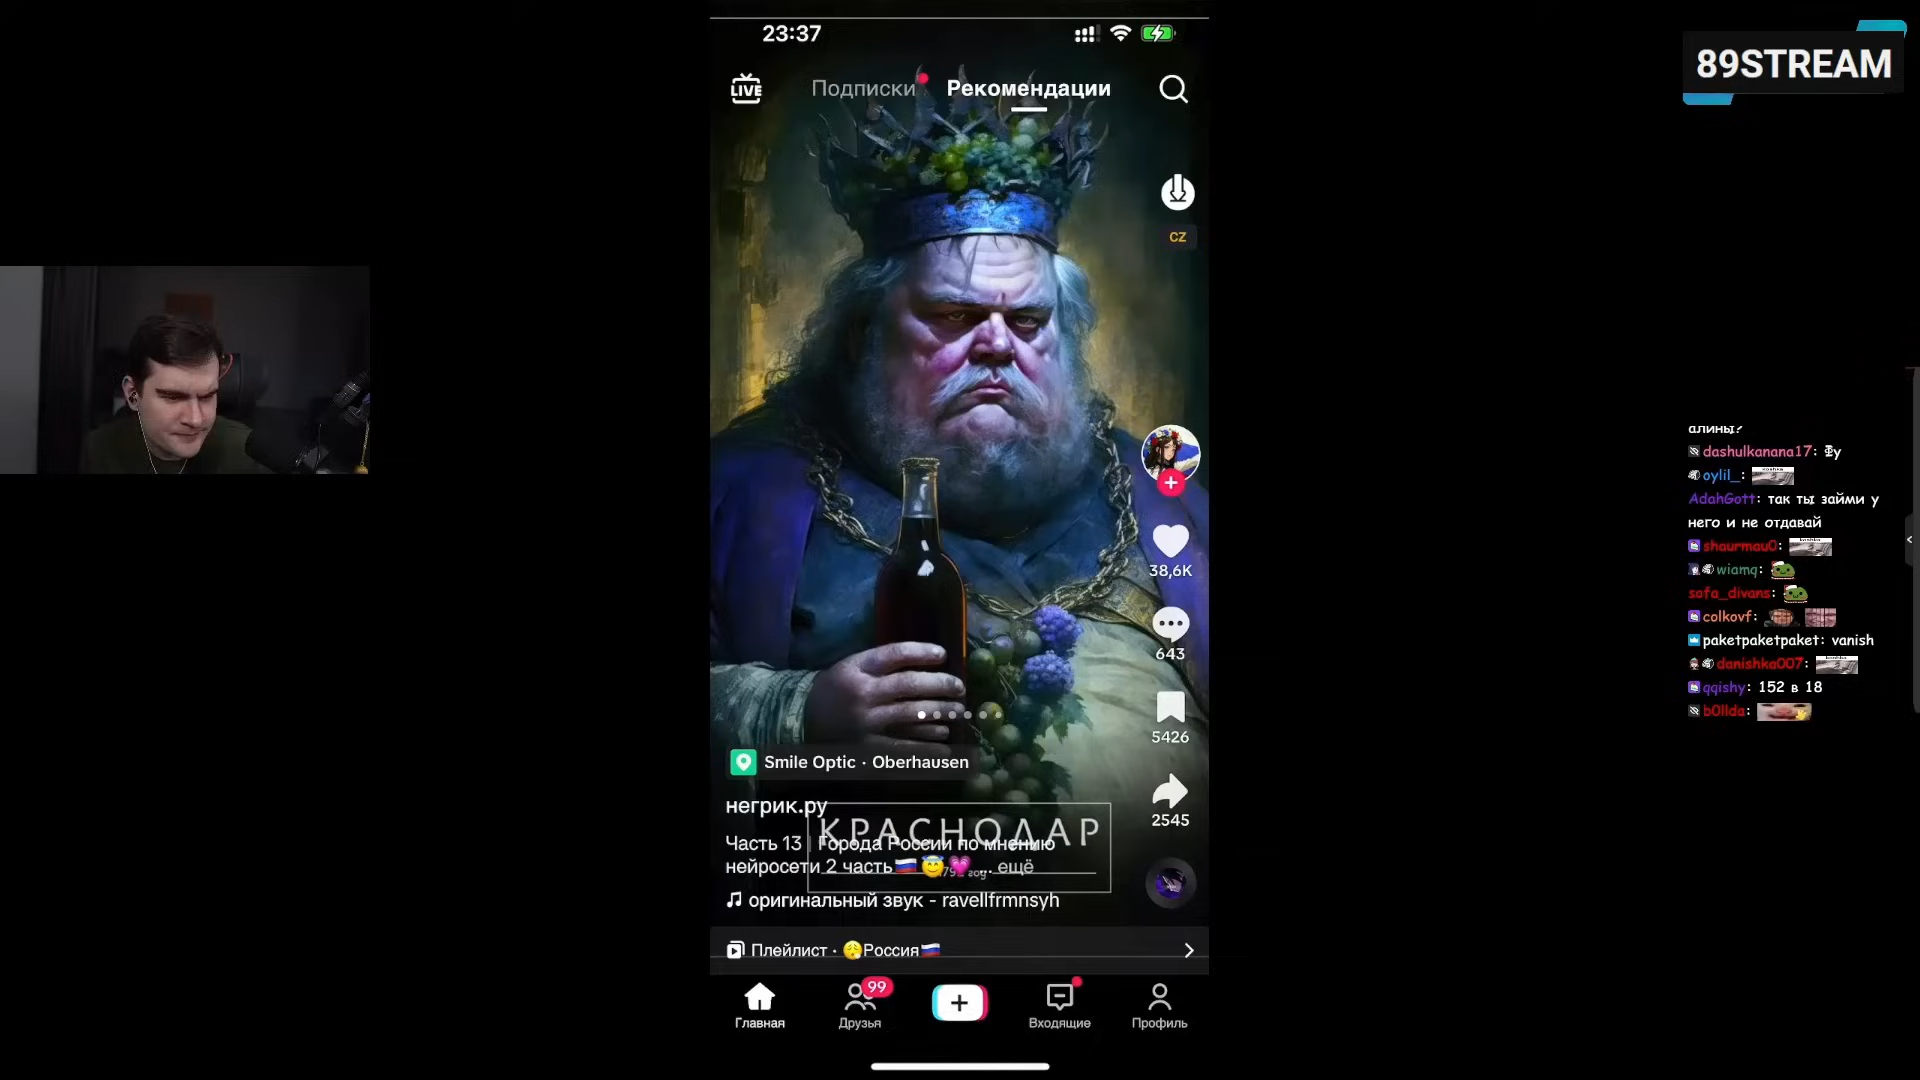 23:37
LIVE
Подписки
Рекомендации
CZ
38,6K
643
5426
2545
Smile Optic · Oberhausen
негрик.ру
КРАСНОДАР
Часть 13 | Города России по мнению
нейросети 2 часть🇷🇺😇💗... ещё
оригинальный звук - ravellfrmnsyh
Плейлист · 😮‍💨Россия🇷🇺
99
Главная
Друзья
Входящие
Профиль
89STREAM
алины?
dashulkanana17: Фу
oylil_:
AdahGott: так ты займи у
него и не отдавай
shaurmau0:
wiamq:
sofa_divans:
colkovf:
paketpaketpaket: vanish
danishka007:
qqishy: 152 в 18
b0llda: